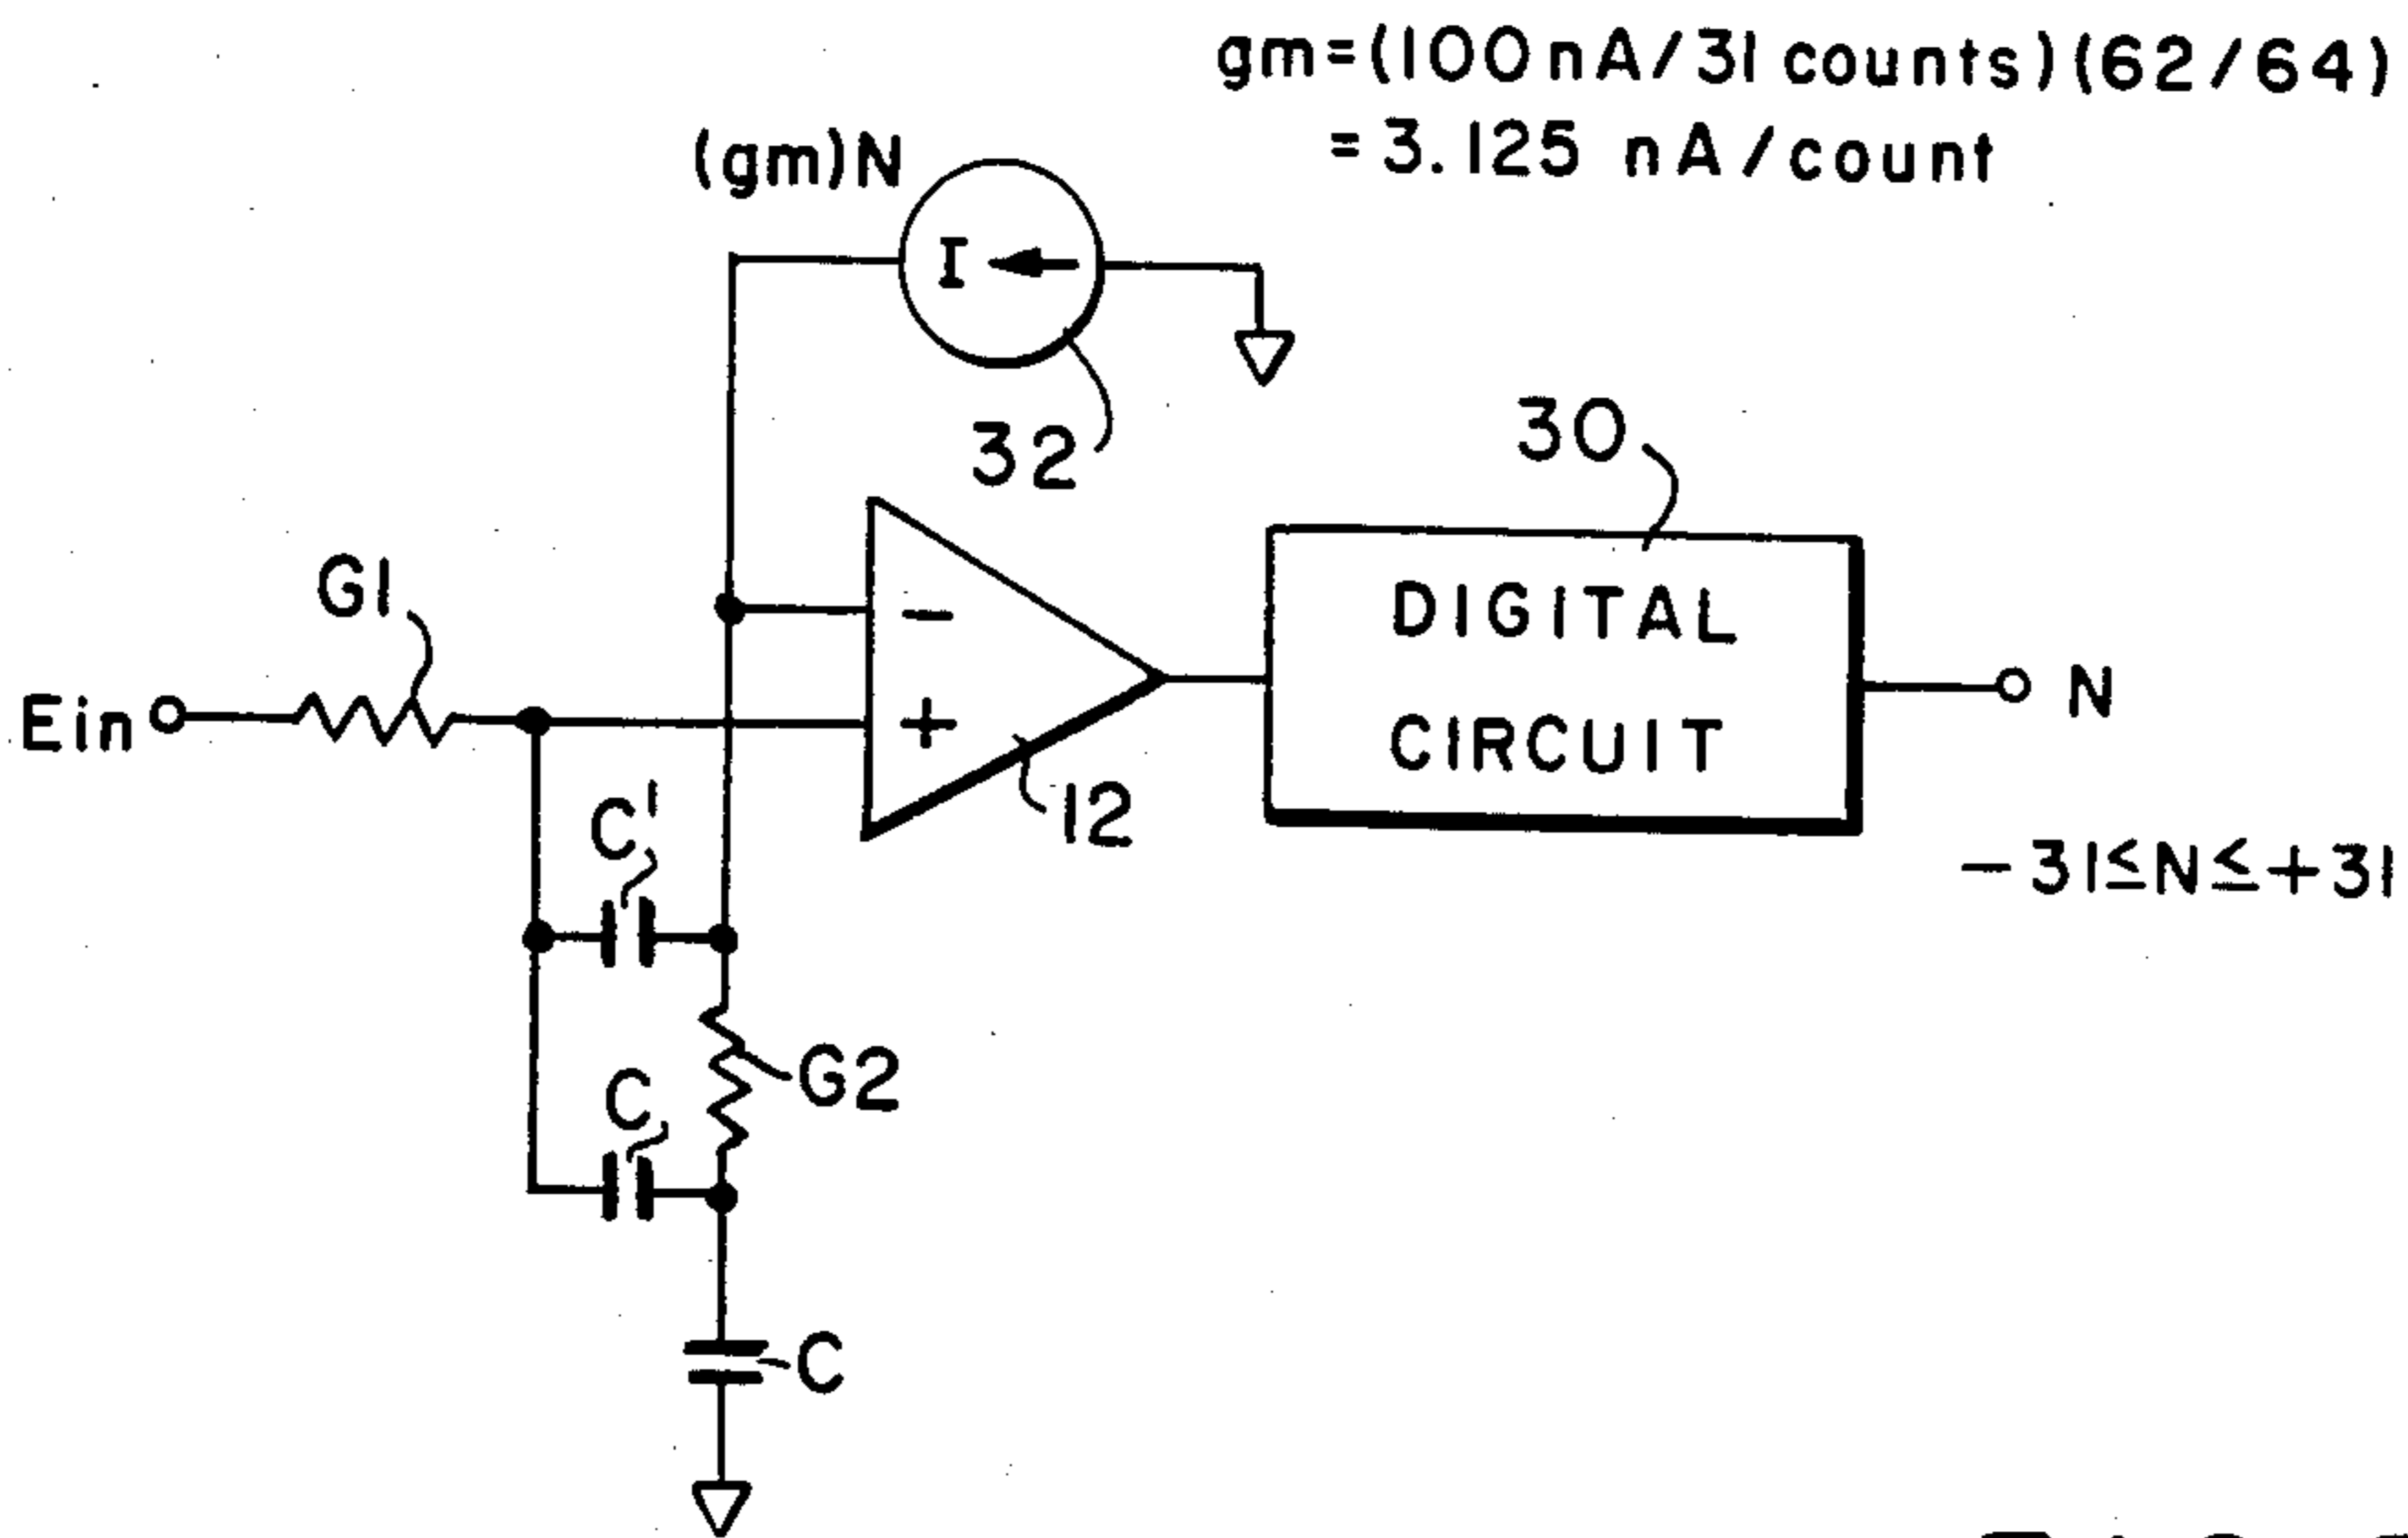 gm=(100nA/31 counts)(62/64)
= 3.125 nA/count
(gm)N
I
32
30
G1
−
DIGITAL
Ein
+
CIRCUIT
N
C'
12
−31≤N≤+31
G2
C
C